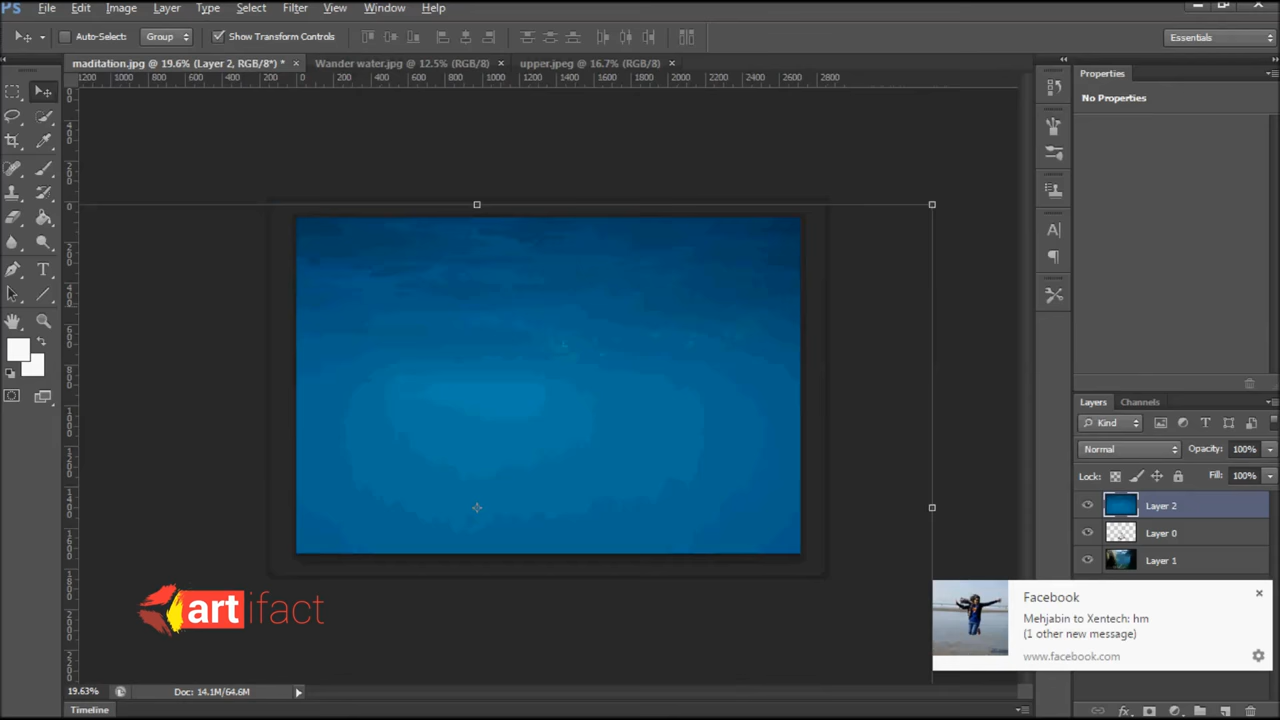 PS File Edit Image Layer Type Select Filter View Window Help
Auto-Select: Group Show Transform Controls Essentials
maditation.jpg @ 19.6% (Layer 2, RGB/8*) * × Wander water.jpg @ 12.5% (RGB/8) × upper.jpeg @ 16.7% (RGB/8) ×
1200 1000 800 600 400 200 0 200 400 600 800 1000 1200 1400 1600 1800 2000 2200 2400 2600 2800
Properties
No Properties
Layers Channels
Kind
Normal Opacity: 100%
Lock: Fill: 100%
Layer 2
Layer 0
Layer 1
artifact
Facebook
Mehjabin to Xentech: hm
(1 other new message)
www.facebook.com
19.63% Doc: 14.1M/64.6M
Timeline